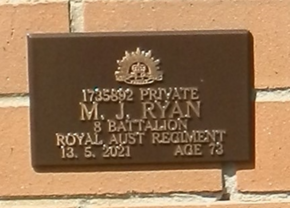 1735892 PRIVATE
M. J. RYAN
8 BATTALION
ROYAL AUST REGIMENT
13. 5. 2021 AGE 73